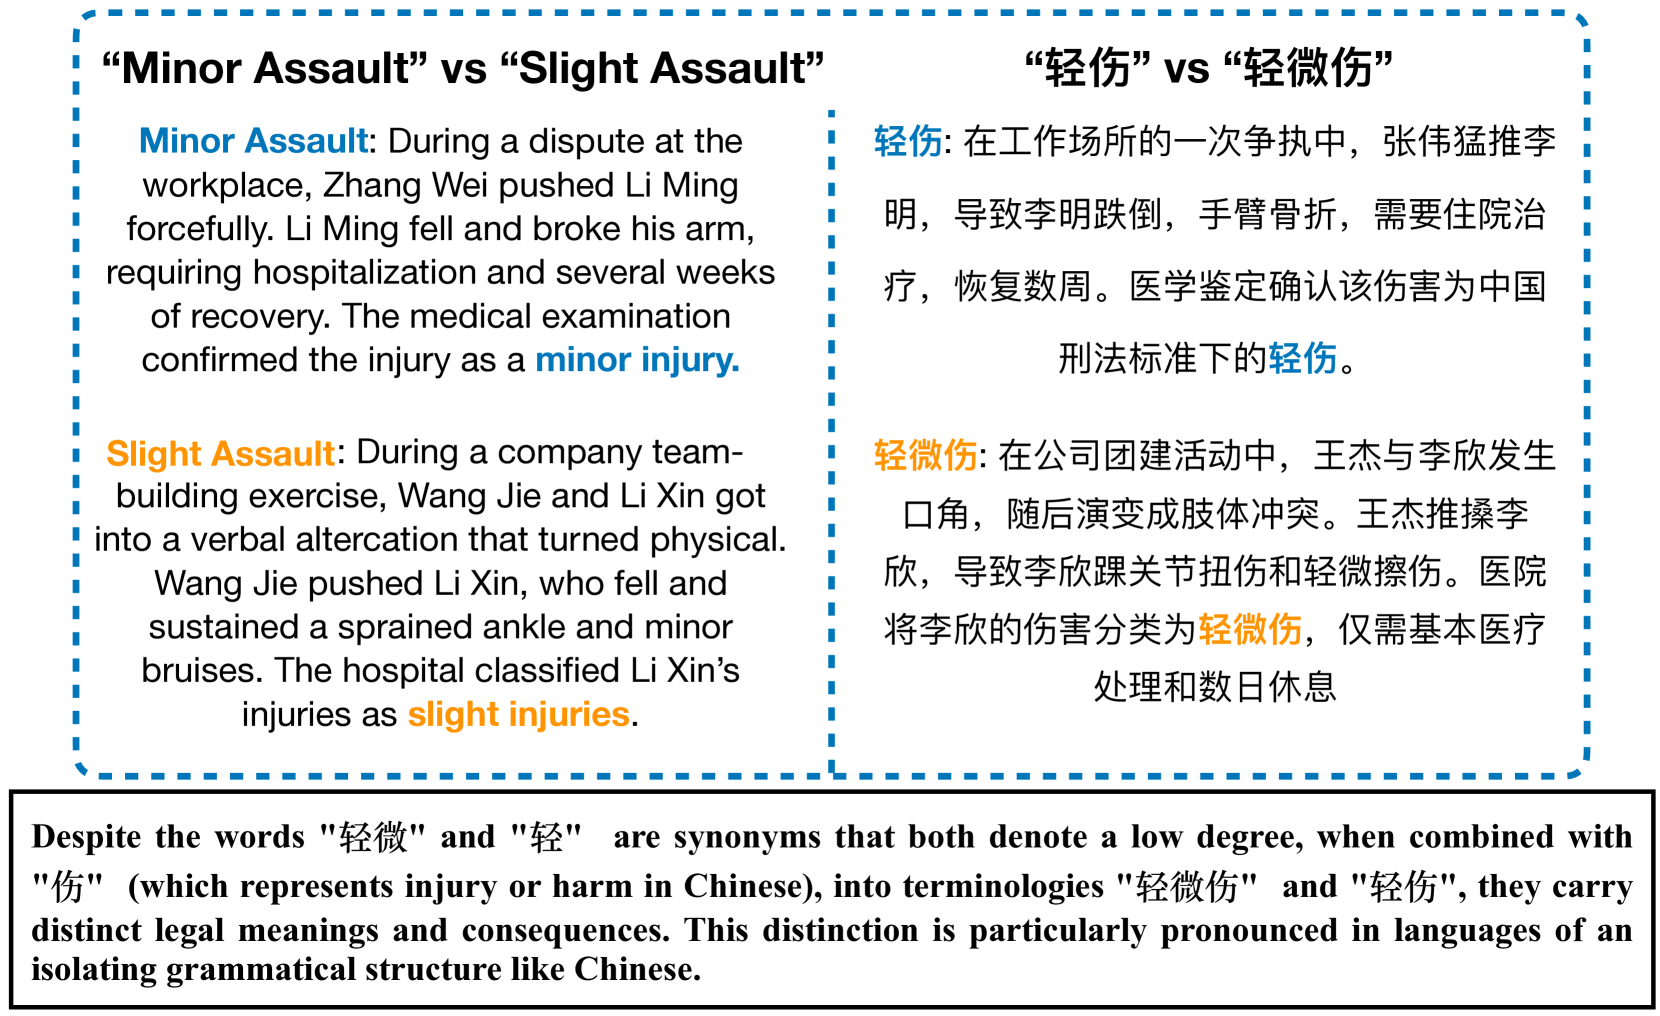 “Minor Assault” vs “Slight Assault”
Minor Assault: During a dispute at the
workplace, Zhang Wei pushed Li Ming
forcefully. Li Ming fell and broke his arm,
requiring hospitalization and several weeks
of recovery. The medical examination
confirmed the injury as a minor injury.
Slight Assault: During a company team-
building exercise, Wang Jie and Li Xin got
into a verbal altercation that turned physical.
Wang Jie pushed Li Xin, who fell and
sustained a sprained ankle and minor
bruises. The hospital classified Li Xin’s
injuries as slight injuries.
“轻伤” vs “轻微伤”
轻伤: 在工作场所的一次争执中，张伟猛推李
明，导致李明跌倒，手臂骨折，需要住院治
疗，恢复数周。医学鉴定确认该伤害为中国
刑法标准下的轻伤。
轻微伤: 在公司团建活动中，王杰与李欣发生
口角，随后演变成肢体冲突。王杰推搡李
欣，导致李欣踝关节扭伤和轻微擦伤。医院
将李欣的伤害分类为轻微伤，仅需基本医疗
处理和数日休息
Despite the words "轻微" and "轻" are synonyms that both denote a low degree, when combined with
"伤" (which represents injury or harm in Chinese), into terminologies "轻微伤" and "轻伤", they carry
distinct legal meanings and consequences. This distinction is particularly pronounced in languages of an
isolating grammatical structure like Chinese.